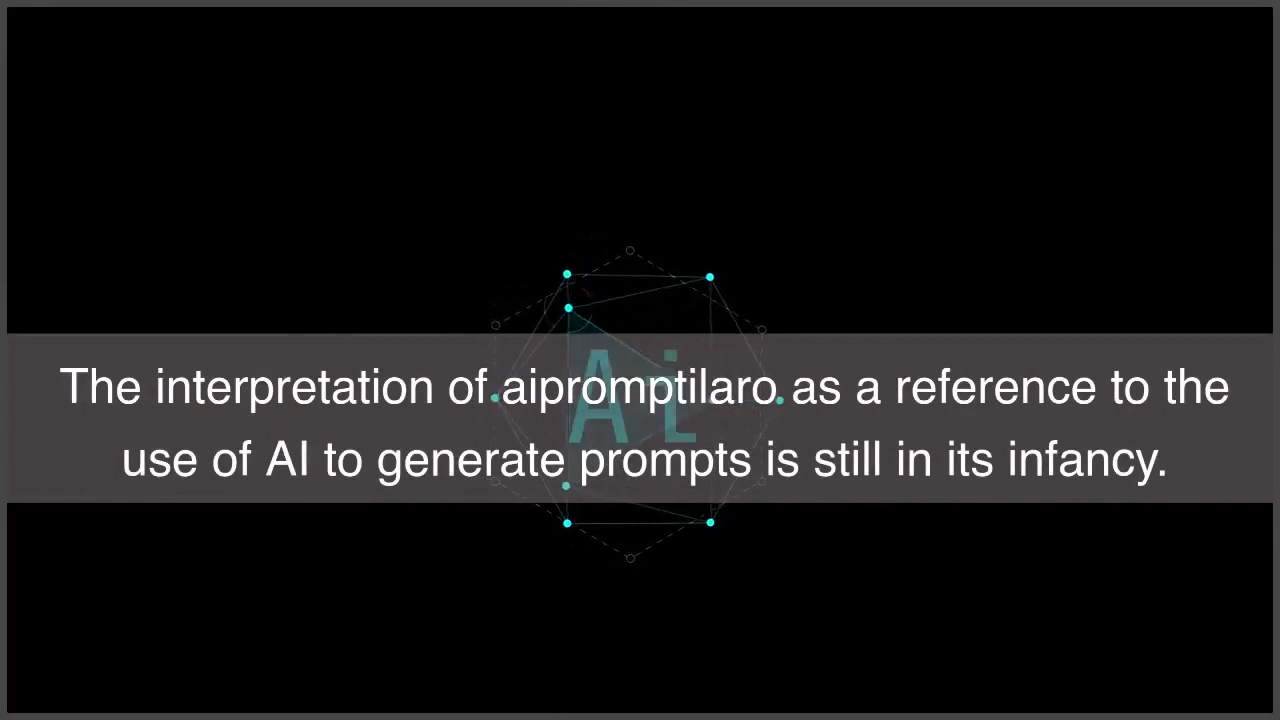 Ai
The interpretation of aipromptilaro as a reference to the
use of AI to generate prompts is still in its infancy.